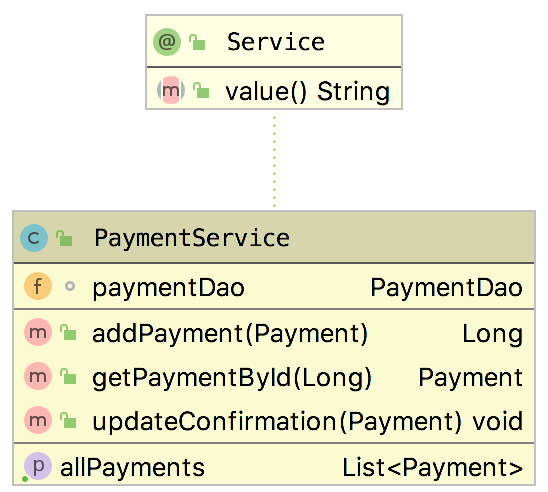 @ Service
m value() String
c PaymentService
f paymentDao PaymentDao
m addPayment(Payment) Long
m getPaymentById(Long) Payment
m updateConfirmation(Payment) void
p allPayments List<Payment>